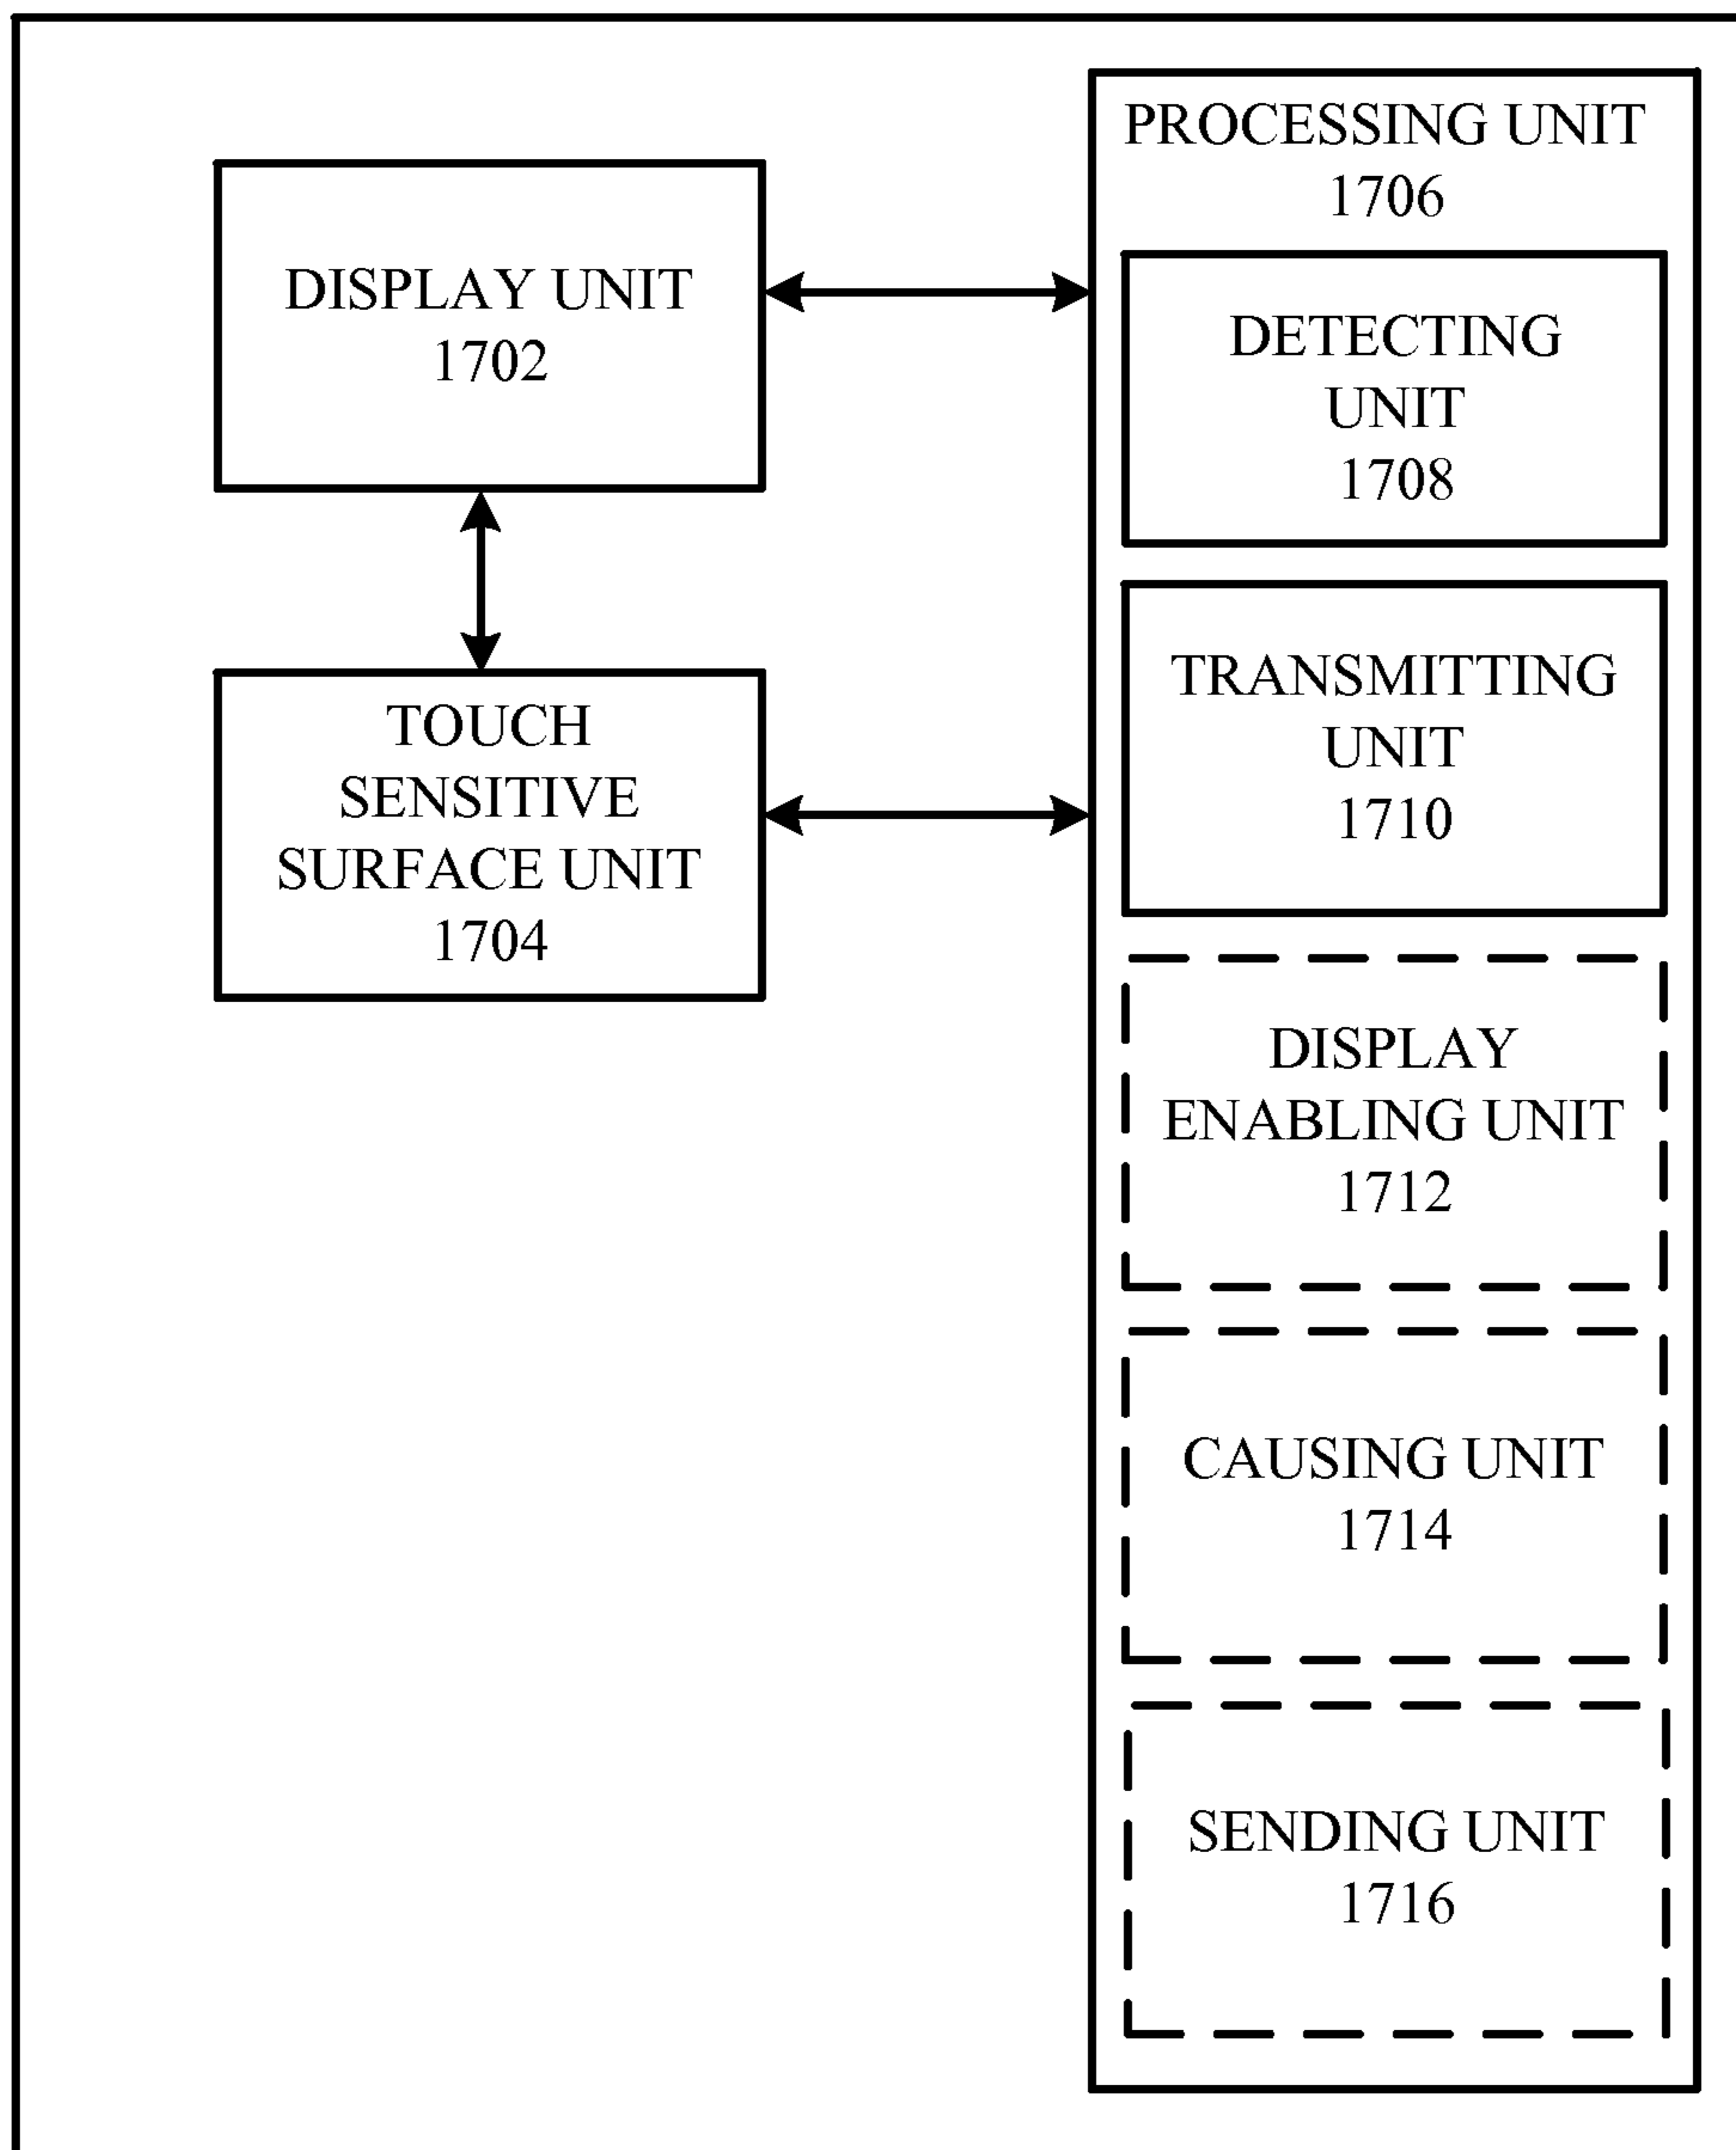 DISPLAY UNIT
1702
TOUCH
SENSITIVE
SURFACE UNIT
1704
PROCESSING UNIT
1706
DETECTING
UNIT
1708
TRANSMITTING
UNIT
1710
DISPLAY
ENABLING UNIT
1712
CAUSING UNIT
1714
SENDING UNIT
1716